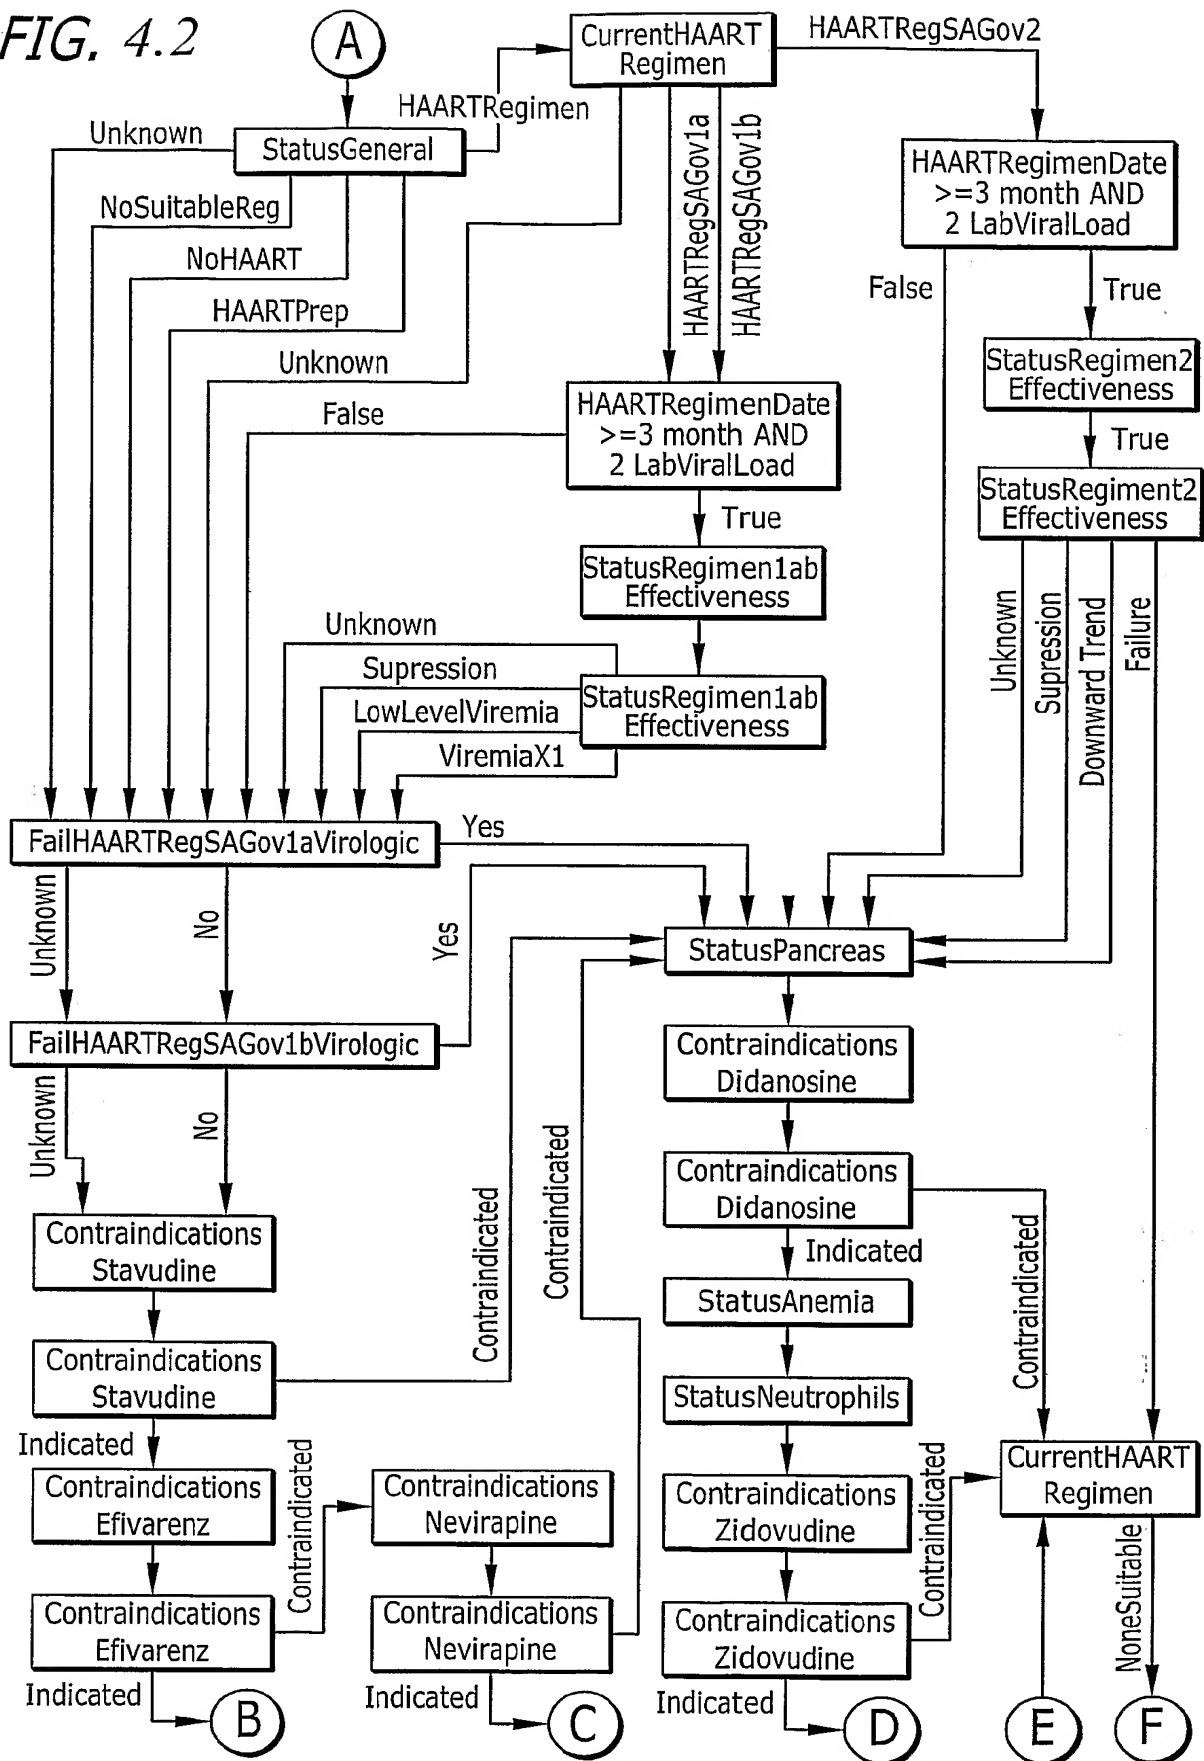 FIG. 4.2
A
CurrentHAART
Regimen
HAARTRegSAGov2
HAARTRegimen
Unknown
StatusGeneral
NoSuitableReg
NoHAART
HAARTPrep
Unknown
False
HAARTRegSAGov1a
HAARTRegSAGov1b
HAARTRegimenDate
>=3 month AND
2 LabViralLoad
False
True
StatusRegimen2
Effectiveness
True
StatusRegiment2
Effectiveness
HAARTRegimenDate
>=3 month AND
2 LabViralLoad
True
StatusRegimen1ab
Effectiveness
Unknown
Supression
LowLevelViremia
ViremiaX1
StatusRegimen1ab
Effectiveness
Unknown
Supression
Downward Trend
Failure
FailHAARTRegSAGov1aVirologic
Yes
Unknown
No
Yes
StatusPancreas
FailHAARTRegSAGov1bVirologic
Unknown
No
Contraindications
Didanosine
Contraindications
Didanosine
Indicated
Contraindicated
Contraindications
Stavudine
Contraindications
Stavudine
Contraindicated
Contraindicated
StatusAnemia
StatusNeutrophils
Indicated
Contraindications
Efivarenz
Contraindications
Efivarenz
Contraindicated
Contraindications
Nevirapine
Contraindications
Nevirapine
Contraindications
Zidovudine
Contraindications
Zidovudine
Contraindicated
CurrentHAART
Regimen
NoneSuitable
Indicated
B
Indicated
C
Indicated
D
E
F